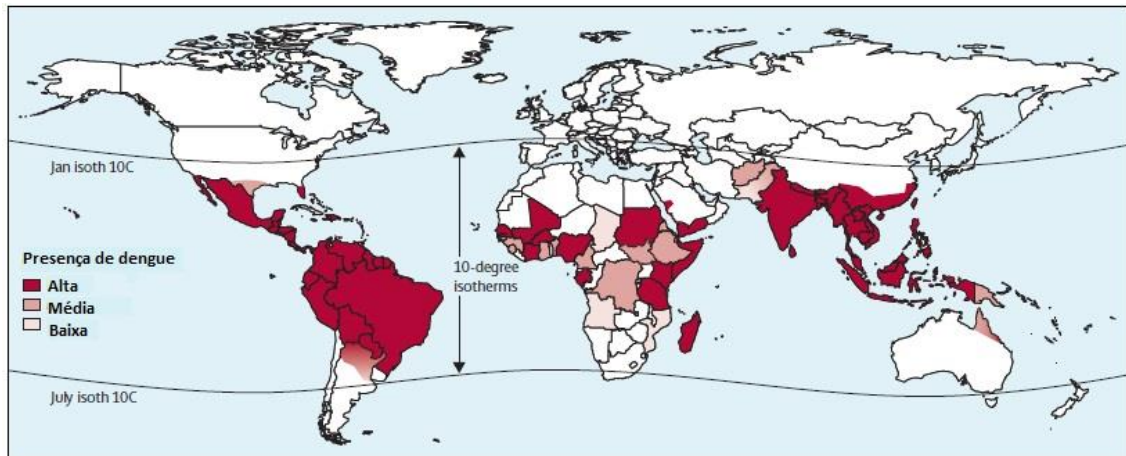 Jan isoth 10C
Presença de dengue
Alta
Média
Baixa
10-degree
isotherms
July isoth 10C